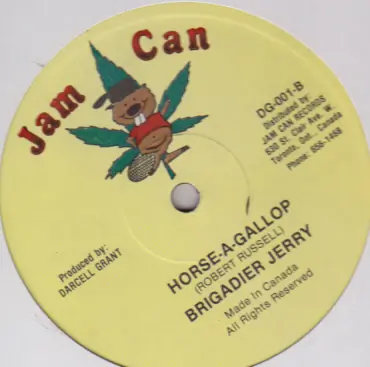 Jam Can
DG-001-B
Distributed by:
JAM CAN RECORDS
630 St. Clair Ave. W.
Toronto, Ont., Canada
Phone: 658-1468
Produced by:
DARCELL GRANT
HORSE-A-GALLOP
(ROBERT RUSSELL)
BRIGADIER JERRY
Made In Canada
All Rights Reserved